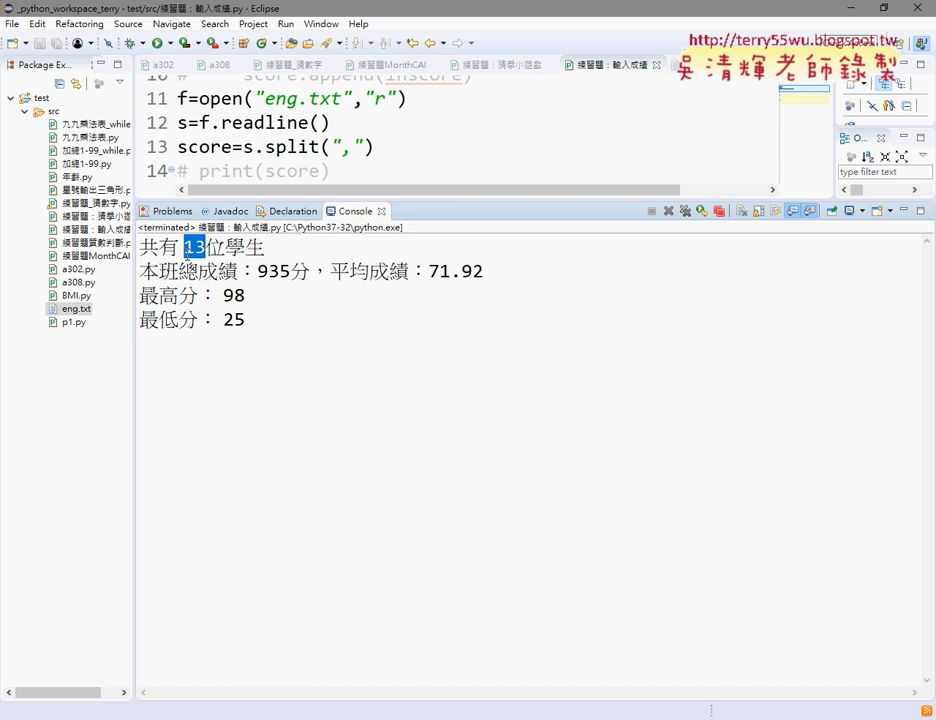 _python_workspace_terry - test/src/練習題：輸入成績.py - Eclipse
File Edit Refactoring Source Navigate Search Project Run Window Help
http://terry55wu.blogspot.tw
吳清輝老師錄製
Package Ex...
a302
a308
練習題_猜數字
練習題MonthCAI
練習題：猜拳小遊戲
練習題：輸入成績
test
src
九九乘法表_while
九九乘法表.py
加總1-99_while.p
加總1-99.py
年齡.py
星號輸出三角形.p
練習題_猜數字.py
練習題：猜拳小遊
練習題：輸入成績
練習題質數判斷.p
練習題MonthCAI
a302.py
a308.py
BMI.py
eng.txt
p1.py
10 # score.append(inscore)
11 f=open("eng.txt","r")
12 s=f.readline()
13 score=s.split(",")
14 # print(score)
O...
type filter text
Problems Javadoc Declaration Console
<terminated> 練習題：輸入成績.py [C:\Python37-32\python.exe]
共有 13位學生
本班總成績：935分，平均成績：71.92
最高分： 98
最低分： 25